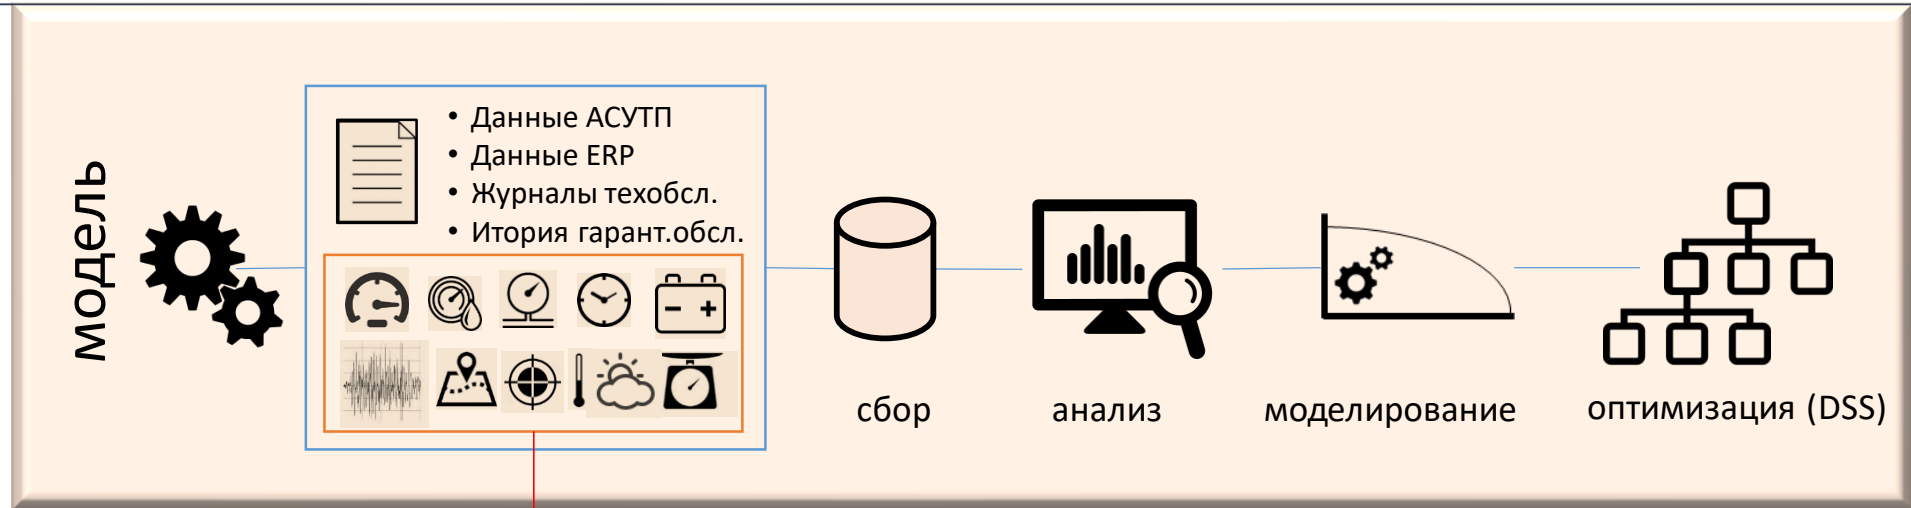 модель
• Данные АСУТП
• Данные ERP
• Журналы техобсл.
• Итория гарант.обсл.
сбор
анализ
моделирование
оптимизация (DSS)